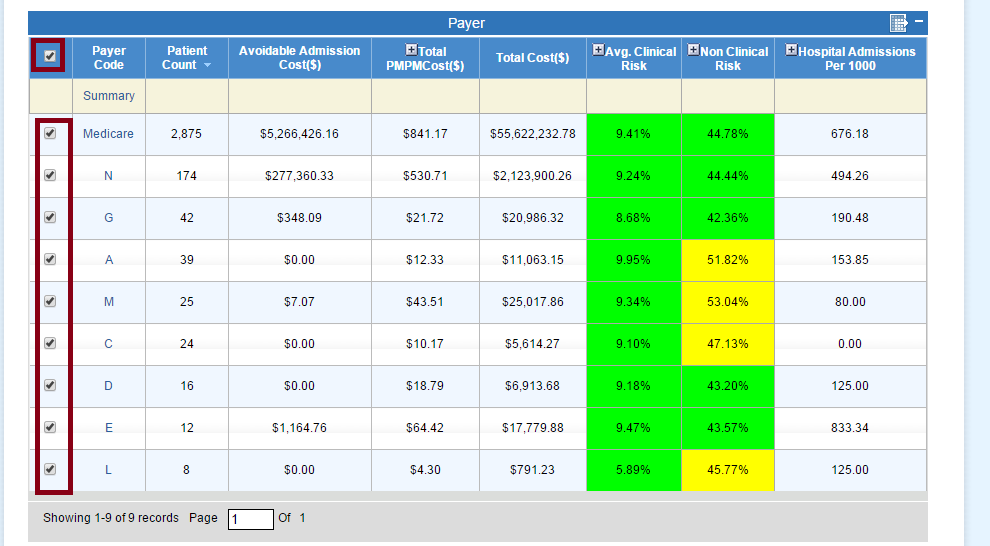 Payer
Payer Code Patient Count Avoidable Admission Cost($) Total PMPMCost($) Total Cost($) Avg. Clinical Risk Non Clinical Risk Hospital Admissions Per 1000
Summary
Medicare 2,875 $5,266,426.16 $841.17 $55,622,232.78 9.41% 44.78% 676.18
N 174 $277,360.33 $530.71 $2,123,900.26 9.24% 44.44% 494.26
G 42 $348.09 $21.72 $20,986.32 8.68% 42.36% 190.48
A 39 $0.00 $12.33 $11,063.15 9.95% 51.82% 153.85
M 25 $7.07 $43.51 $25,017.86 9.34% 53.04% 80.00
C 24 $0.00 $10.17 $5,614.27 9.10% 47.13% 0.00
D 16 $0.00 $18.79 $6,913.68 9.18% 43.20% 125.00
E 12 $1,164.76 $64.42 $17,779.88 9.47% 43.57% 833.34
L 8 $0.00 $4.30 $791.23 5.89% 45.77% 125.00
Showing 1-9 of 9 records Page 1 Of 1